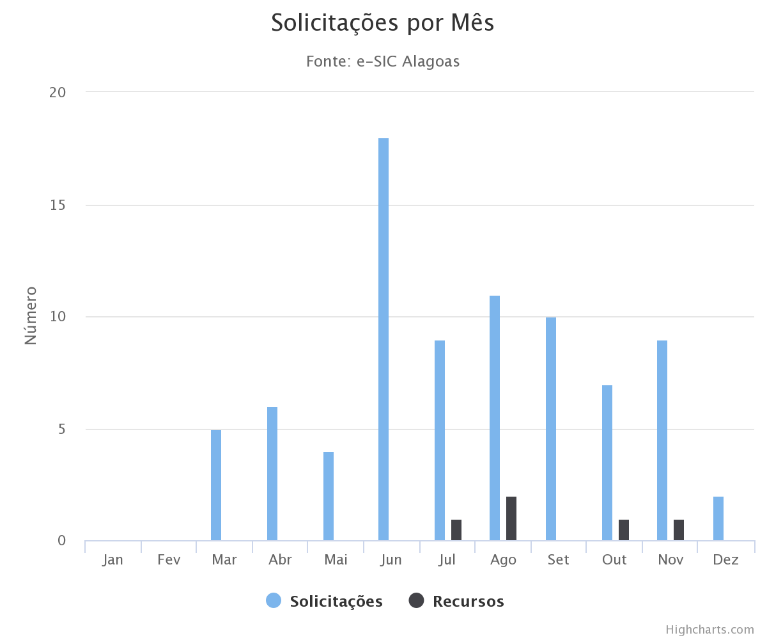 Solicitações por Mês
Fonte: e-SIC Alagoas
20
15
10
5
0
Número
Jan Fev Mar Abr Mai Jun Jul Ago Set Out Nov Dez
Solicitações Recursos
Highcharts.com